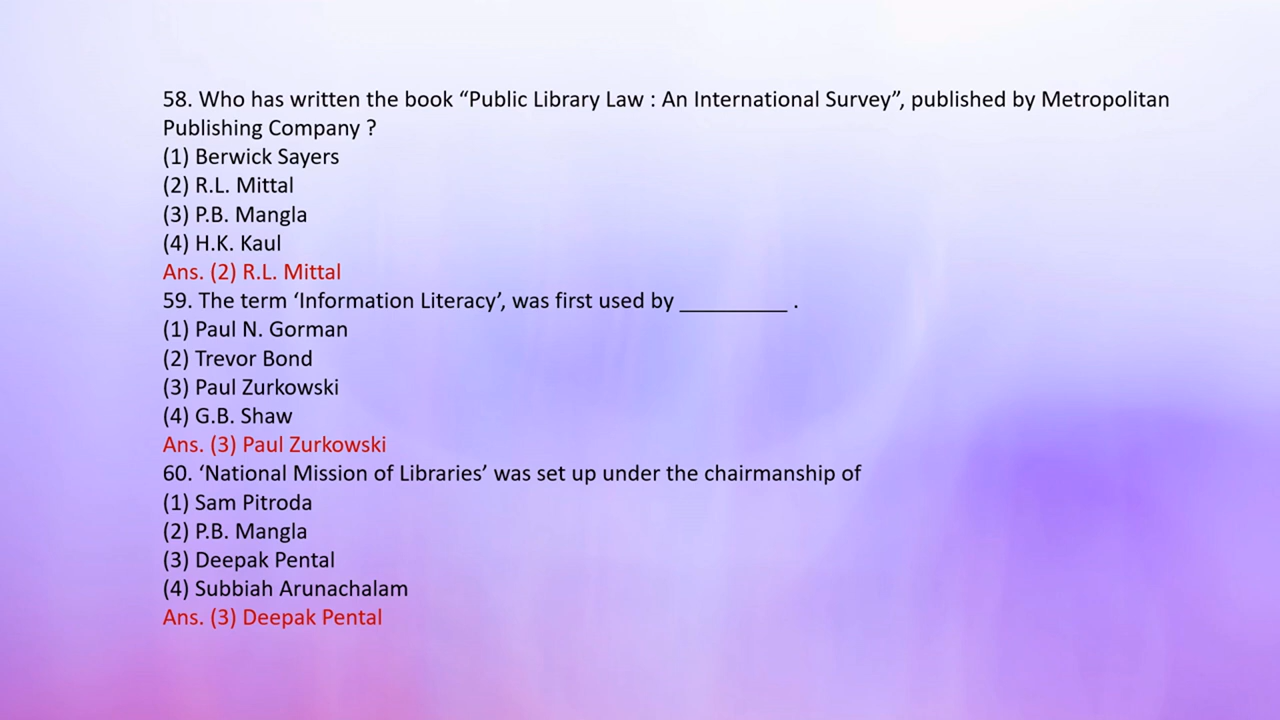 58. Who has written the book “Public Library Law : An International Survey”, published by Metropolitan
Publishing Company ?
(1) Berwick Sayers
(2) R.L. Mittal
(3) P.B. Mangla
(4) H.K. Kaul
Ans. (2) R.L. Mittal
59. The term ‘Information Literacy’, was first used by _________ .
(1) Paul N. Gorman
(2) Trevor Bond
(3) Paul Zurkowski
(4) G.B. Shaw
Ans. (3) Paul Zurkowski
60. ‘National Mission of Libraries’ was set up under the chairmanship of
(1) Sam Pitroda
(2) P.B. Mangla
(3) Deepak Pental
(4) Subbiah Arunachalam
Ans. (3) Deepak Pental